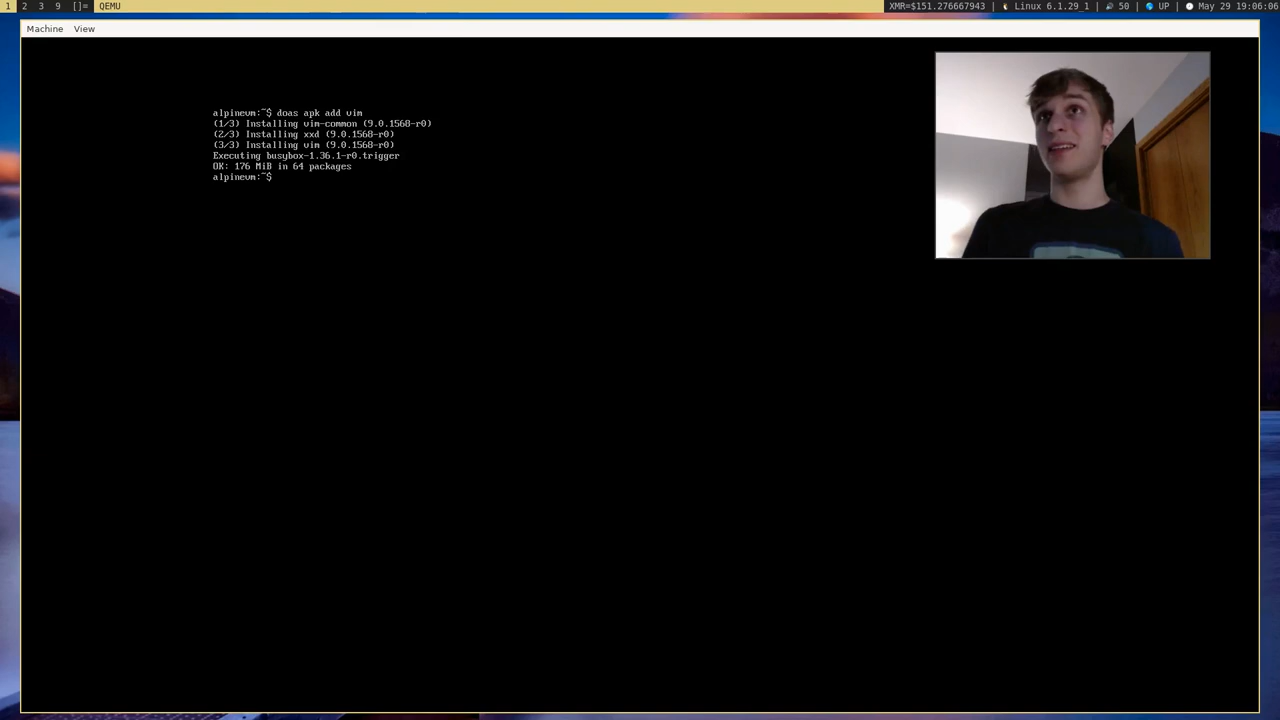 1 2 3 9 []= QEMU XMR=$151.276667943 | Linux 6.1.29_1 | 50 | UP | May 29 19:06:06
Machine View
alpinevm:~$ doas apk add vim
(1/3) Installing vim-common (9.0.1568-r0)
(2/3) Installing xxd (9.0.1568-r0)
(3/3) Installing vim (9.0.1568-r0)
Executing busybox-1.36.1-r0.trigger
OK: 176 MiB in 64 packages
alpinevm:~$